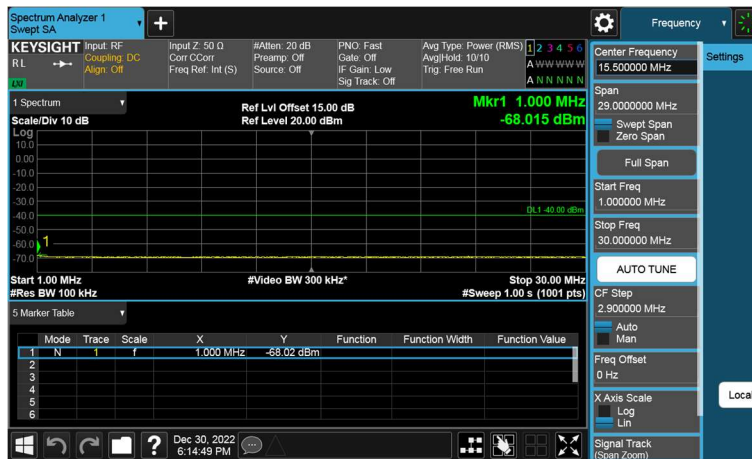 Spectrum Analyzer 1
Swept SA
Frequency
KEYSIGHT
RL
Input: RF
Coupling: DC
Align: Off
Input Z: 50 Ω
Corr CCorr
Freq Ref: Int (S)
#Atten: 20 dB
Preamp: Off
Source: Off
PNO: Fast
Gate: Off
IF Gain: Low
Sig Track: Off
Avg Type: Power (RMS)
Avg|Hold: 10/10
Trig: Free Run
1 2 3 4 5 6
A W W W W W
A N N N N N
LXI
1 Spectrum
Scale/Div 10 dB
Ref Lvl Offset 15.00 dB
Ref Level 20.00 dBm
Mkr1 1.000 MHz
-68.015 dBm
Log
10.0
0.00
-10.0
-20.0
-30.0
-40.0
-50.0
-60.0
-70.0
DL1 -40.00 dBm
1
Start 1.00 MHz
#Video BW 300 kHz*
Stop 30.00 MHz
#Res BW 100 kHz
#Sweep 1.00 s (1001 pts)
5 Marker Table
Mode Trace Scale X Y Function Function Width Function Value
1 N 1 f 1.000 MHz -68.02 dBm
2
3
4
5
6
Dec 30, 2022
6:14:49 PM
Center Frequency
15.500000 MHz
Settings
Span
29.0000000 MHz
Swept Span
Zero Span
Full Span
Start Freq
1.000000 MHz
Stop Freq
30.000000 MHz
AUTO TUNE
CF Step
2.900000 MHz
Auto
Man
Freq Offset
0 Hz
X Axis Scale
Log
Lin
Local
Signal Track
(Span Zoom)